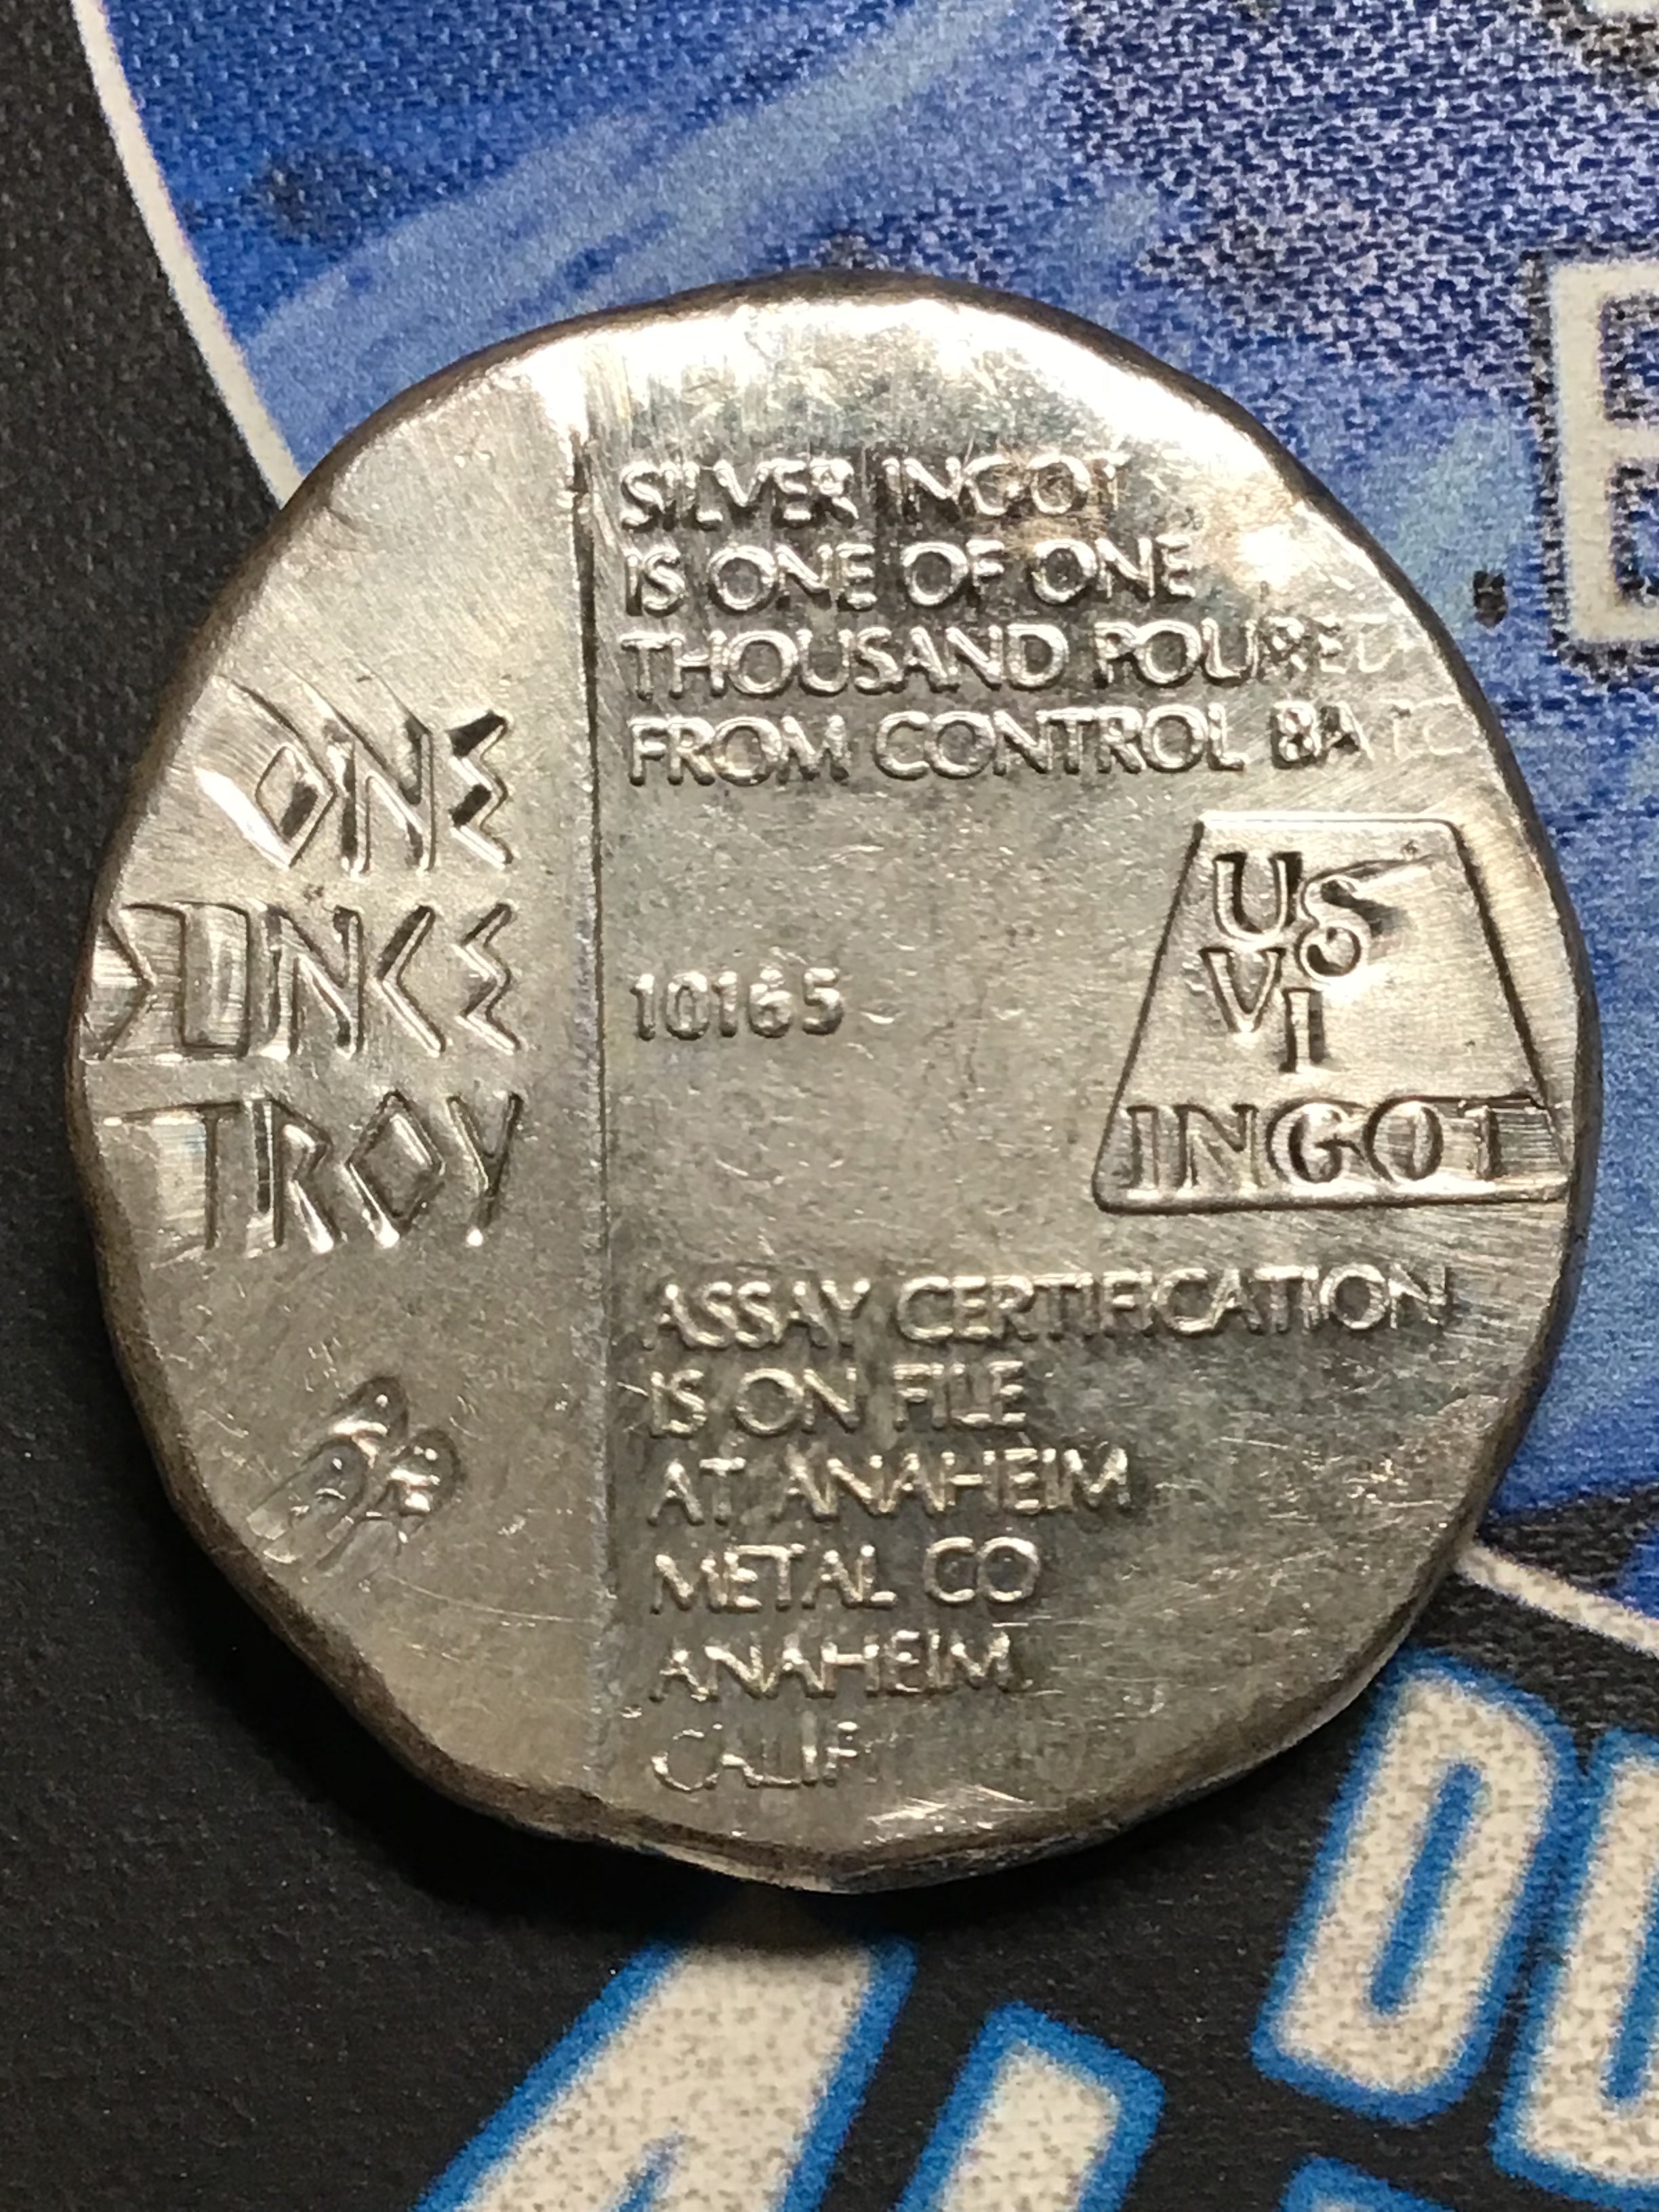 ONE
OUNCE
TROY
SILVER INGOT
IS ONE OF ONE
THOUSAND POURED
FROM CONTROL BATC
10165
US
VI
INGOT
ASSAY CERTIFICATION
IS ON FILE
AT ANAHEIM
METAL CO
ANAHEIM.
CALIF